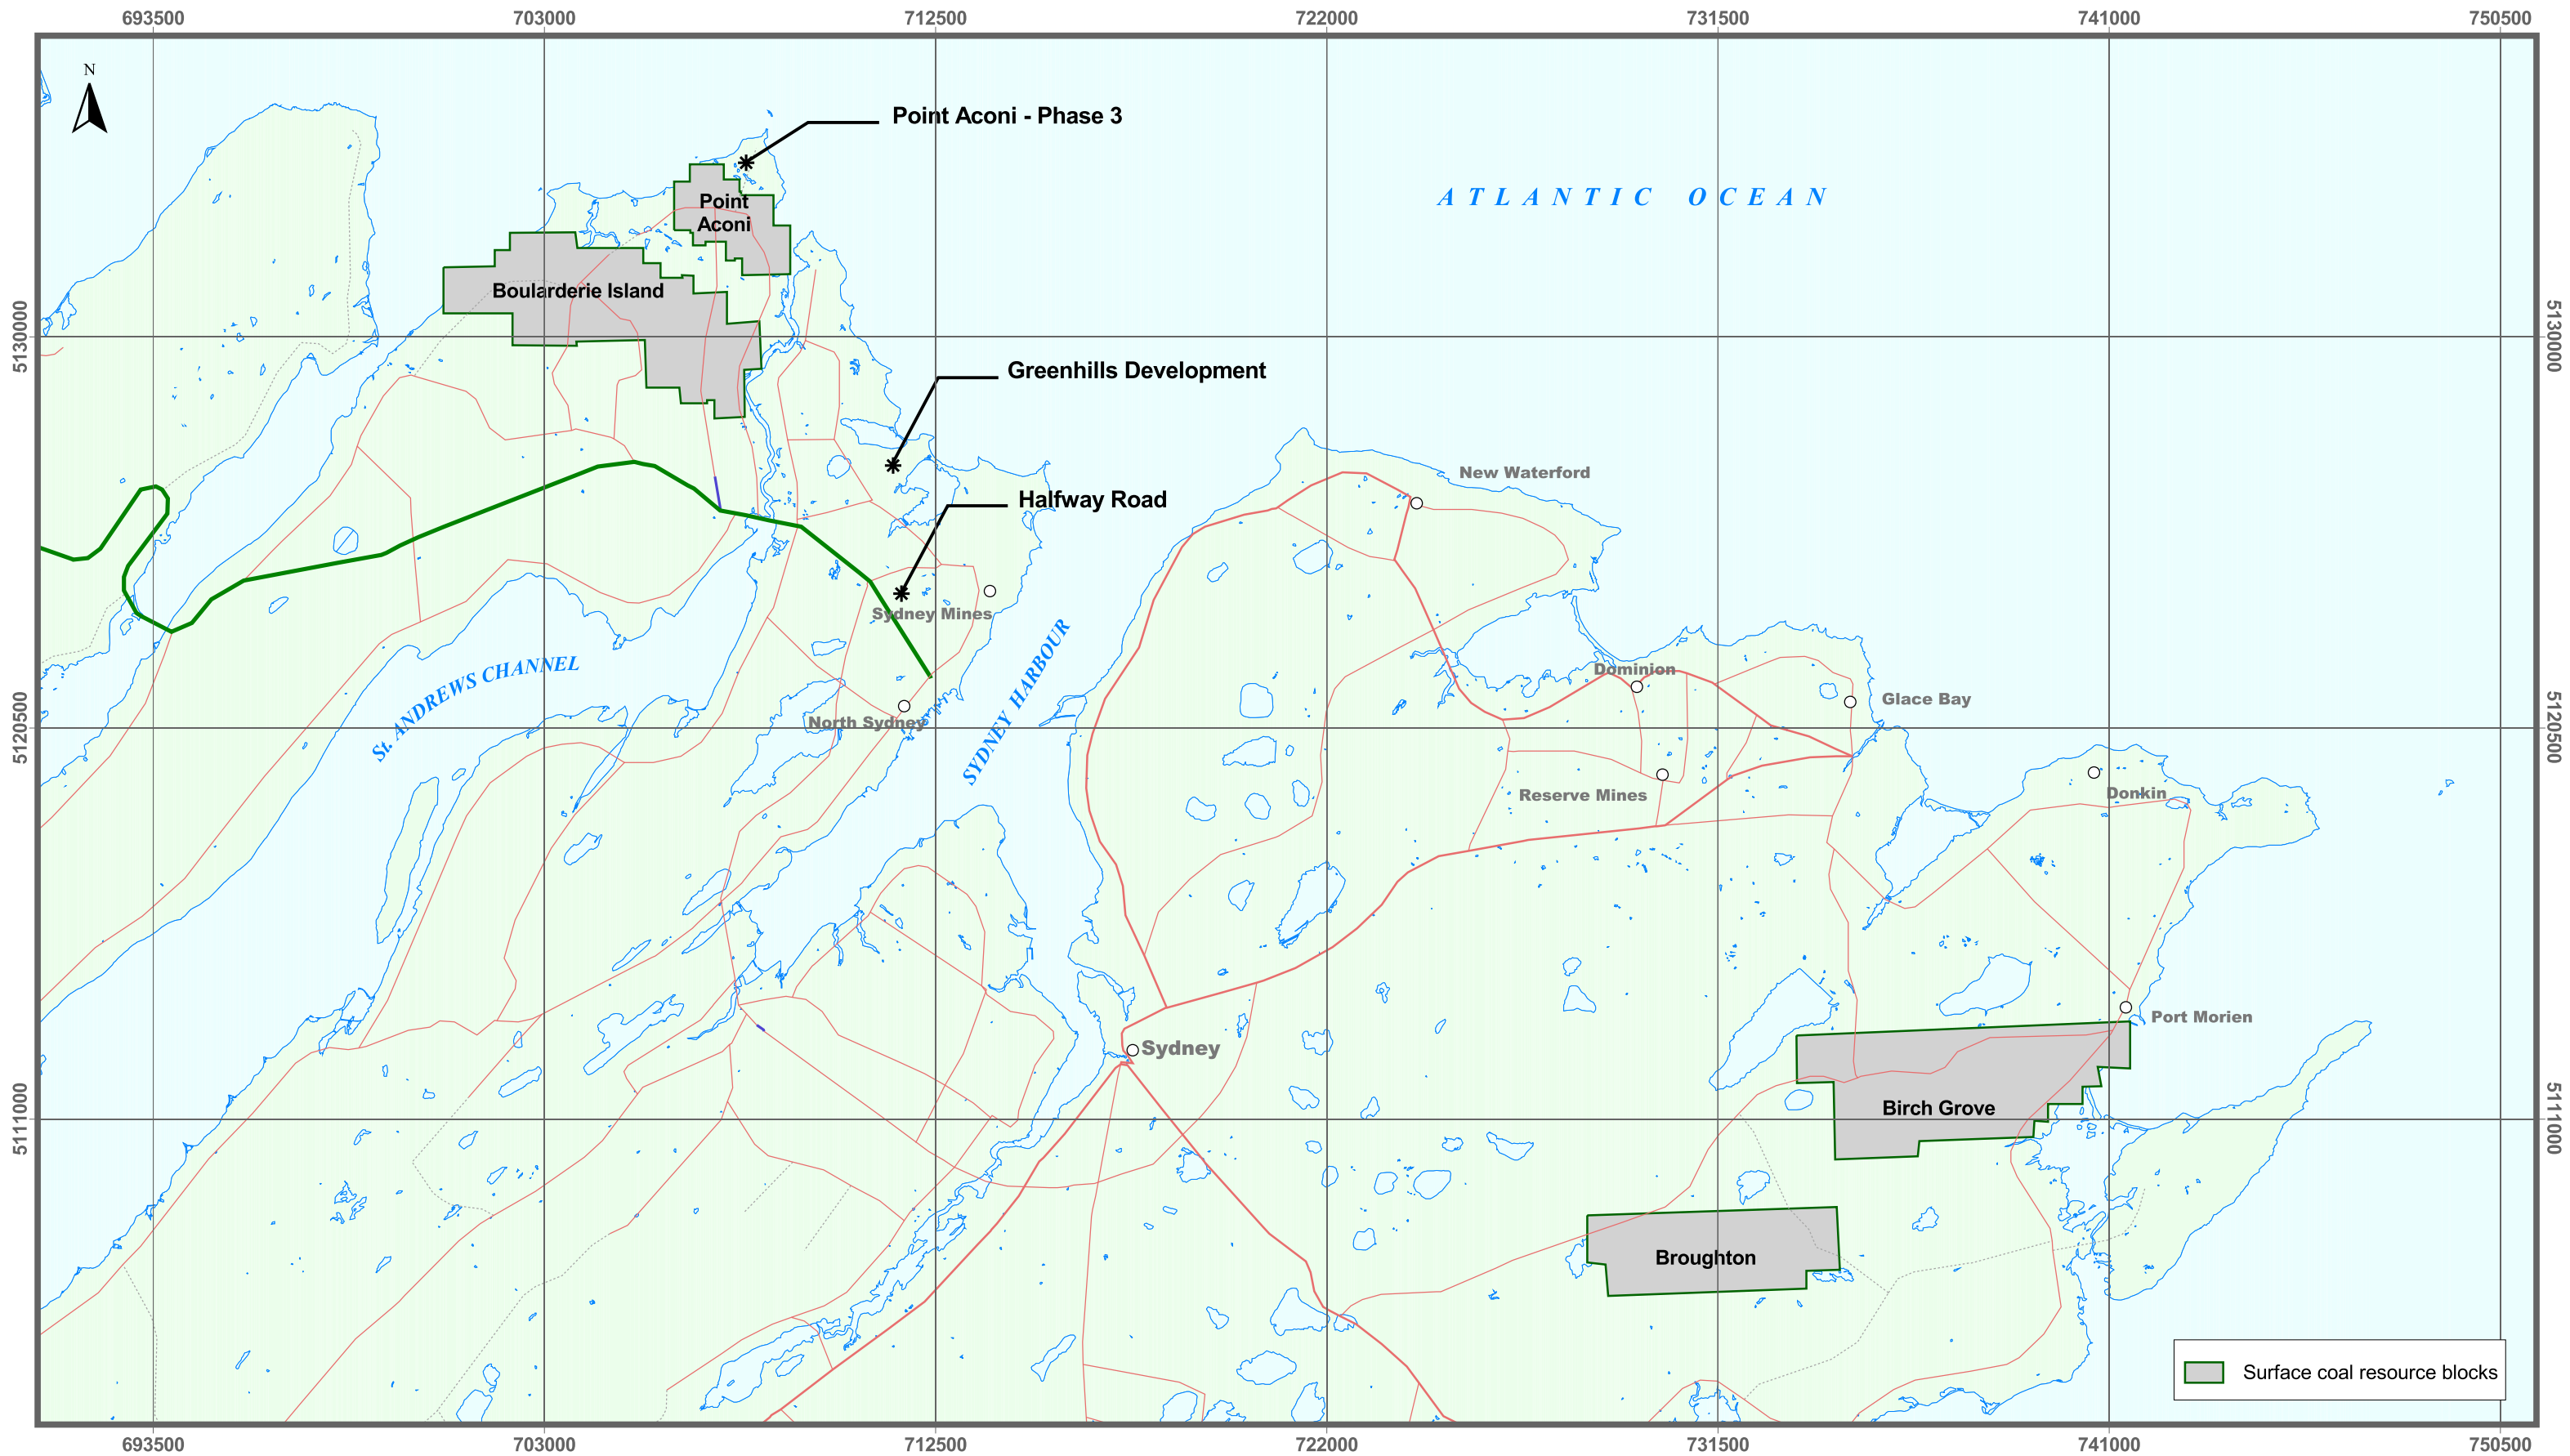 693500 703000 712500 722000 731500 741000 750500
N
Point Aconi - Phase 3
ATLANTIC OCEAN
Point
Aconi
Boularderie Island
5130000 5130000
Greenhills Development
New Waterford
Halfway Road
Sydney Mines
St. ANDREWS CHANNEL
SYDNEY HARBOUR
Dominion
Glace Bay
North Sydney
5120500 5120500
Donkin
Reserve Mines
Port Morien
Sydney
Birch Grove
5111000 5111000
Broughton
Surface coal resource blocks
693500 703000 712500 722000 731500 741000 750500